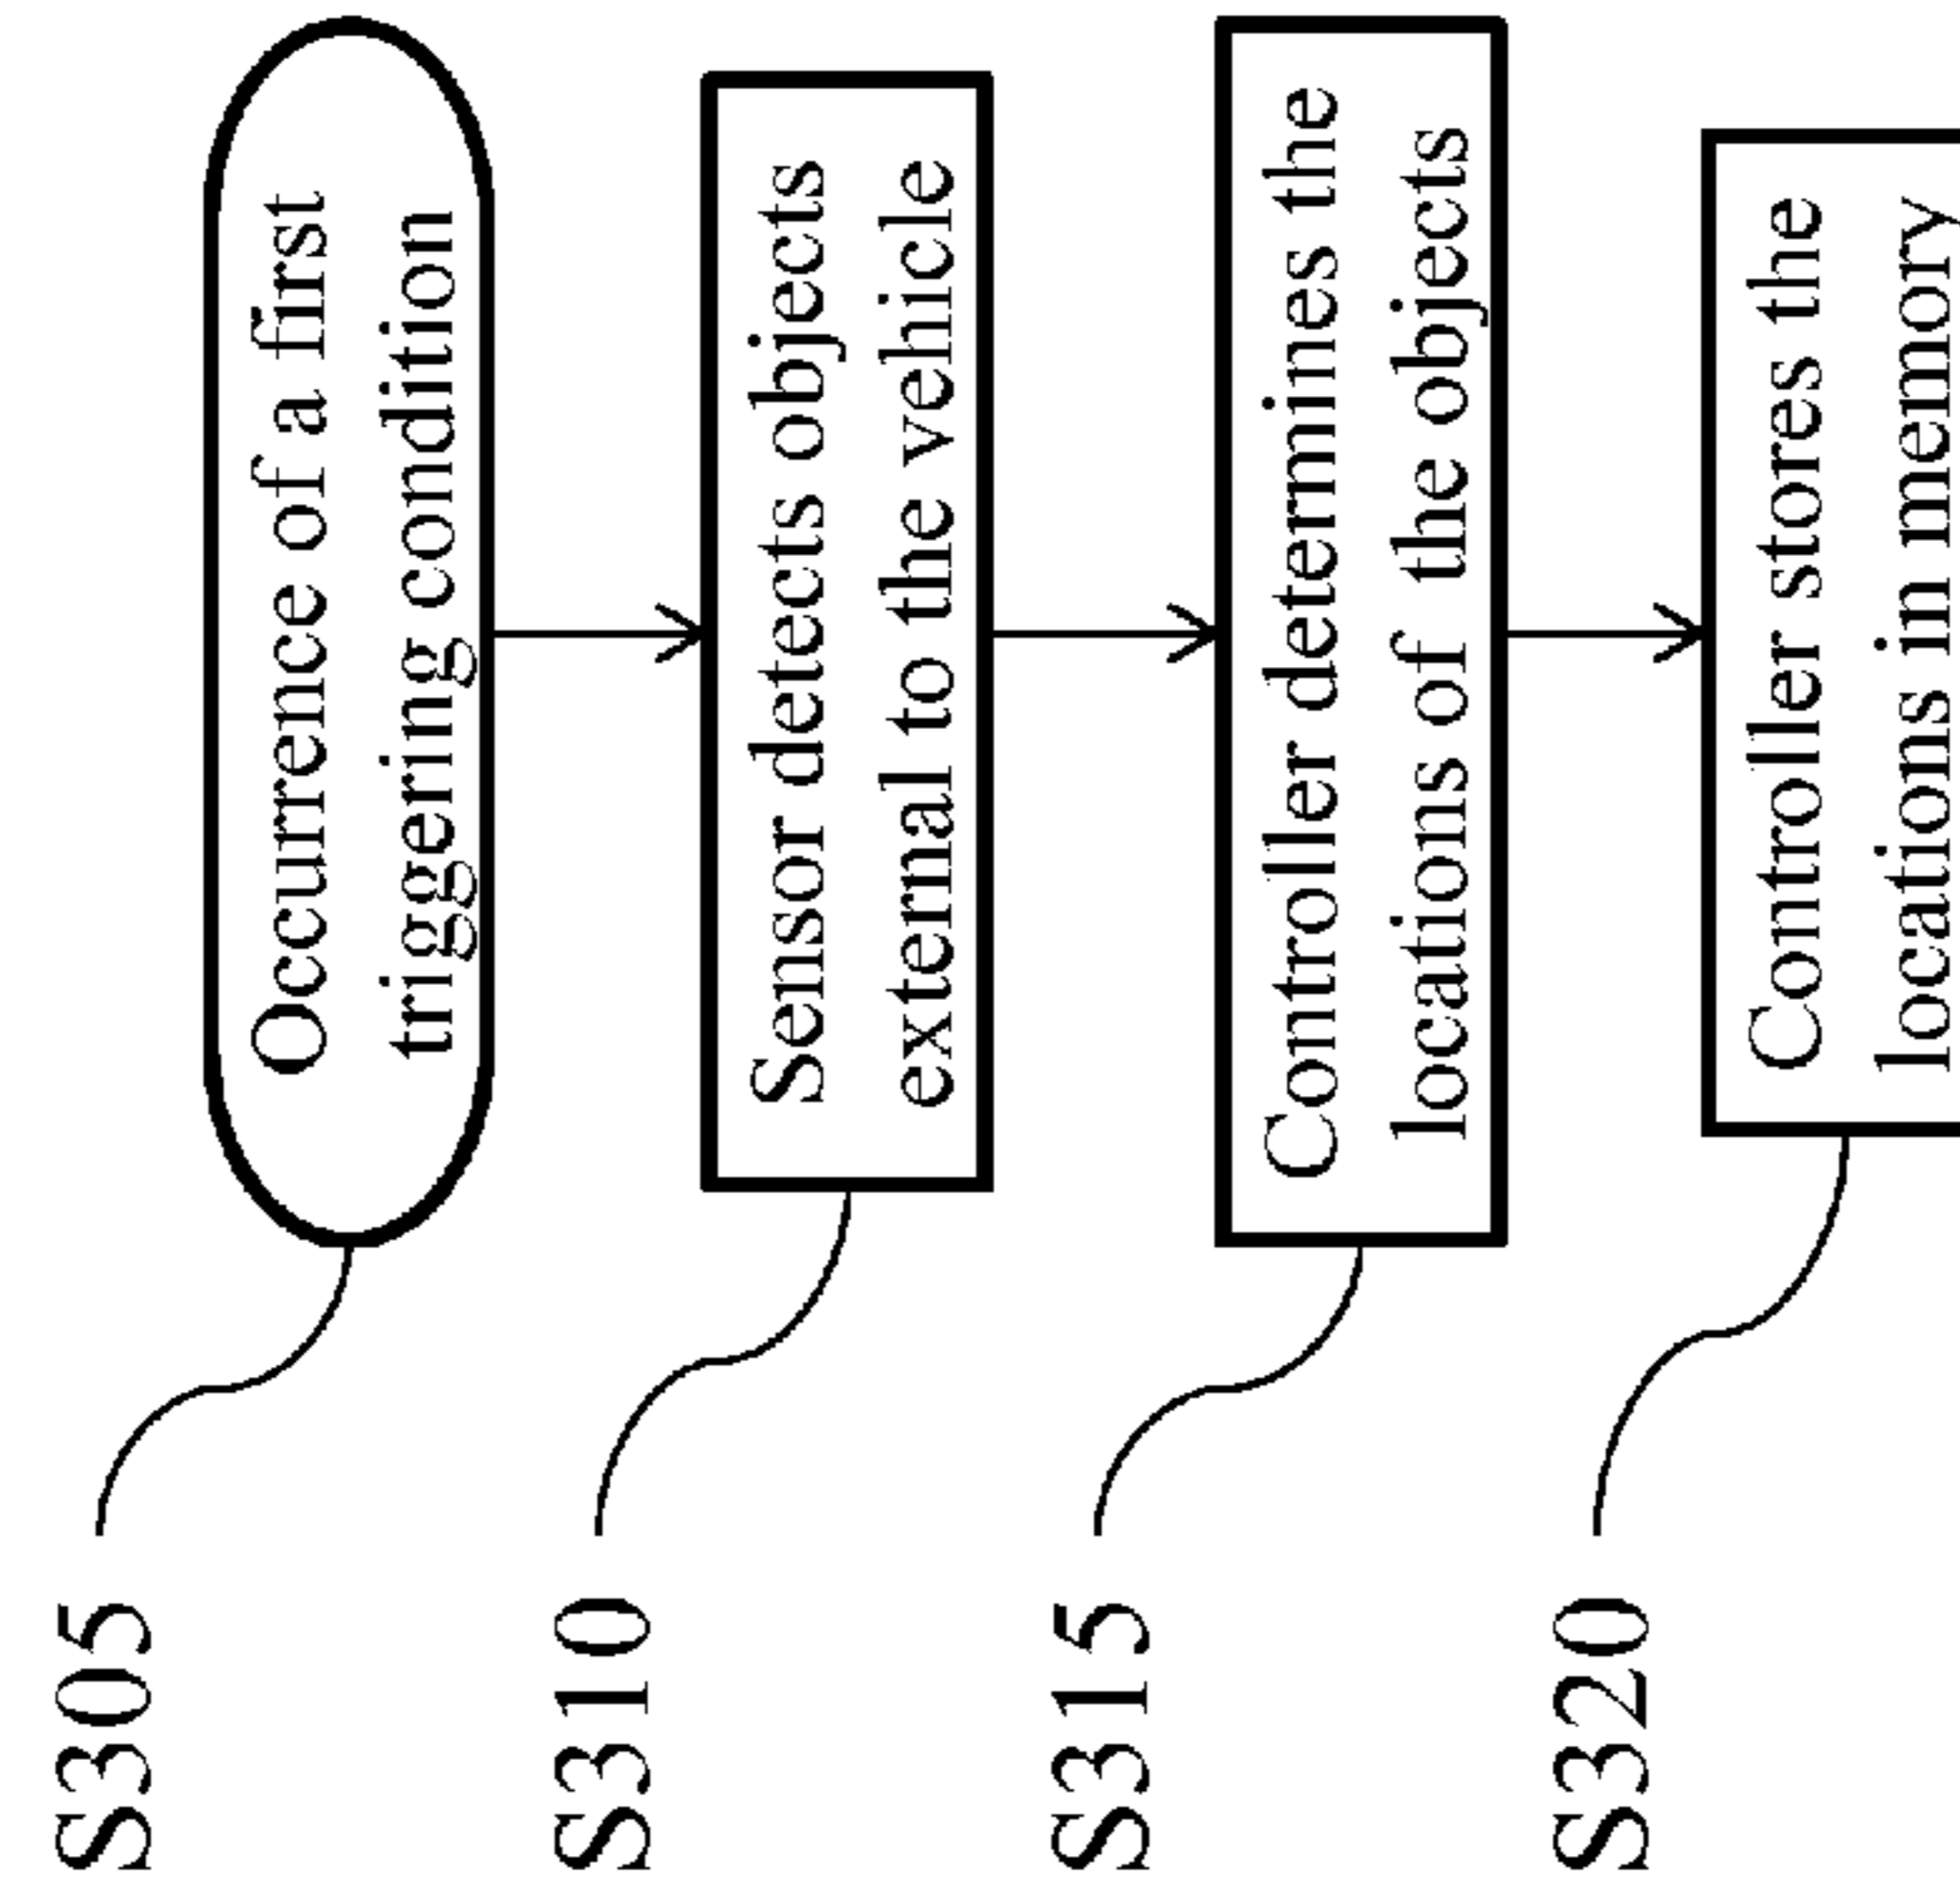 S305
Occurrence of a first
triggering condition
S310
Sensor detects objects
external to the vehicle
S315
Controller determines the
locations of the objects
S320
Controller stores the
locations in memory